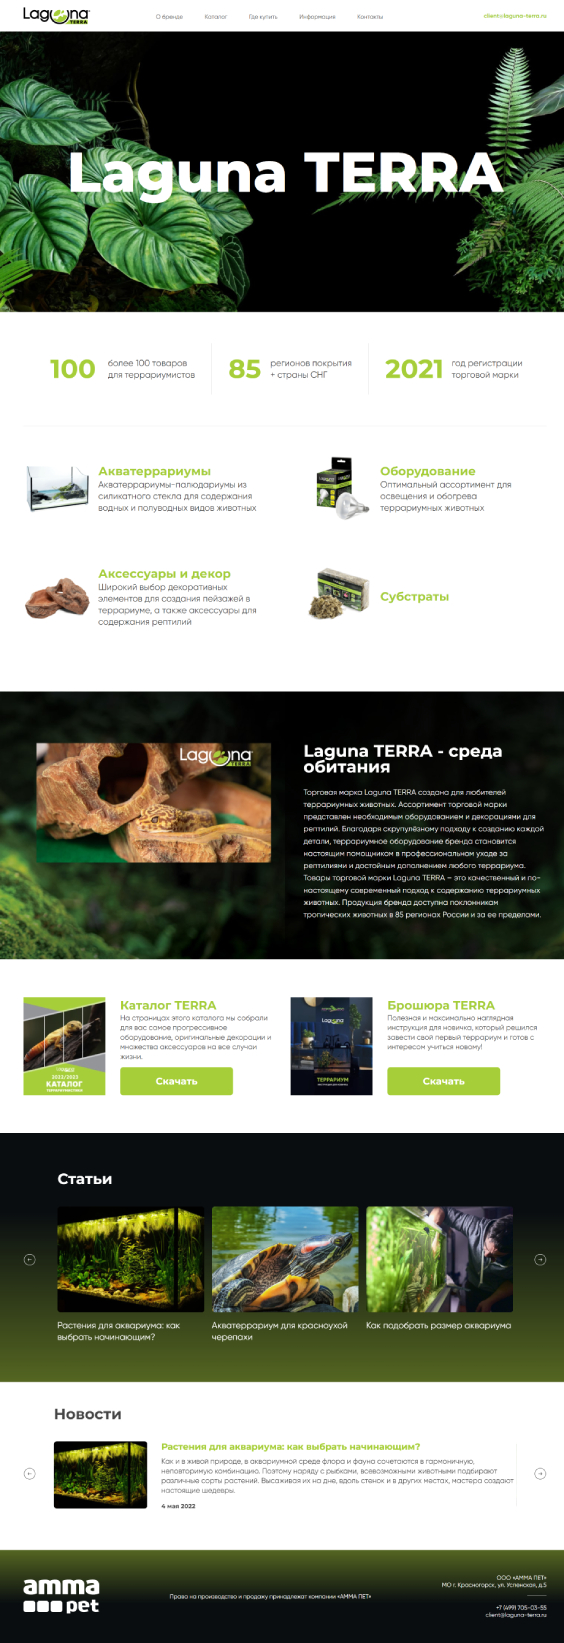 Laguna TERRA
О бренде
Каталог
Где купить
Информация
Контакты
client@laguna-terra.ru
Laguna TERRA
100
более 100 товаров
для террариумистов
85
регионов покрытия
+ страны СНГ
2021
год регистрации
торговой марки
Акватеррариумы
Акватеррариумы-палюдариумы из
силикатного стекла для содержания
водных и полуводных видов животных
Оборудование
Оптимальный ассортимент для
освещения и обогрева
террариумных животных
Аксессуары и декор
Широкий выбор декоративных
элементов для создания пейзажей в
террариуме, а также аксессуары для
содержания рептилий
Субстраты
Laguna TERRA
Laguna TERRA - среда
обитания
Торговая марка Laguna TERRA создана для любителей
террариумных животных. Ассортимент торговой марки
представлен необходимым оборудованием и декорациями для
рептилий. Благодаря скрупулёзному подходу к созданию каждой
детали, террариумное оборудование бренда становится
настоящим помощником в профессиональном уходе за
рептилиями и достойным дополнением любого террариума.
Товары торговой марки Laguna TERRA – это качественный и по-
настоящему современный подход к содержанию террариумных
животных. Продукция бренда доступна поклонникам
тропических животных в 85 регионах России и за ее пределами.
2022/2023
КАТАЛОГ
Каталог TERRA
На страницах этого каталога мы собрали
для вас самое прогрессивное
оборудование, оригинальные декорации и
множества аксессуаров на все случаи
жизни.
Скачать
Laguna
ТЕРРАРИУМ
Брошюра TERRA
Полезная и максимально наглядная
инструкция для новичка, который решился
завести свой первый террариум и готов с
интересом учиться новому!
Скачать
Статьи
Растения для аквариума: как
выбрать начинающим?
Акватеррариум для красноухой
черепахи
Как подобрать размер аквариума
Новости
Растения для аквариума: как выбрать начинающим?
Как и в живой природе, в аквариумной среде флора и фауна сочетаются в гармоничную,
неповторимую комбинацию. Поэтому наряду с рыбками, всевозможными животными подбирают
различные сорта растений. Высаживая их на дне, вдоль стенок и в других местах, мастера создают
настоящие шедевры.
4 мая 2022
amma
pet
Права на производство и продажу принадлежат компании «АММА ПЕТ»
ООО «АММА ПЕТ»
МО г. Красногорск, ул. Успенская, д.5
+7 (499) 705-03-55
client@laguna-terra.ru